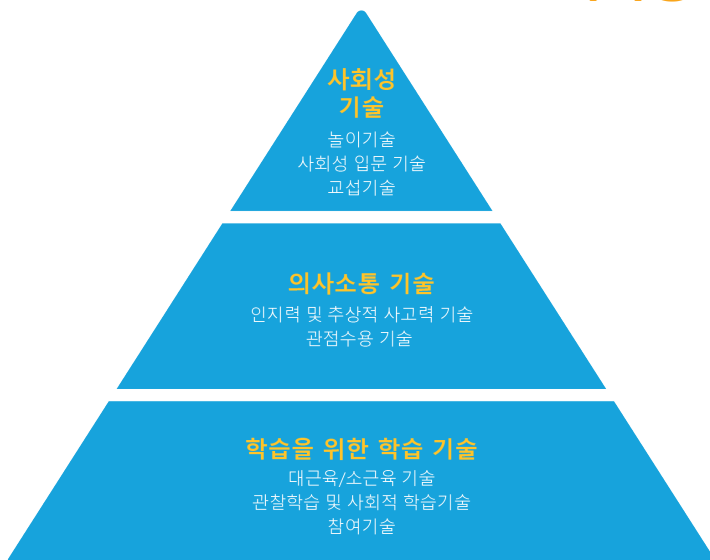 사회성
기술
놀이기술
사회성 입문 기술
교섭기술
의사소통 기술
인지력 및 추상적 사고력 기술
관점수용 기술
학습을 위한 학습 기술
대근육/소근육 기술
관찰학습 및 사회적 학습기술
참여기술